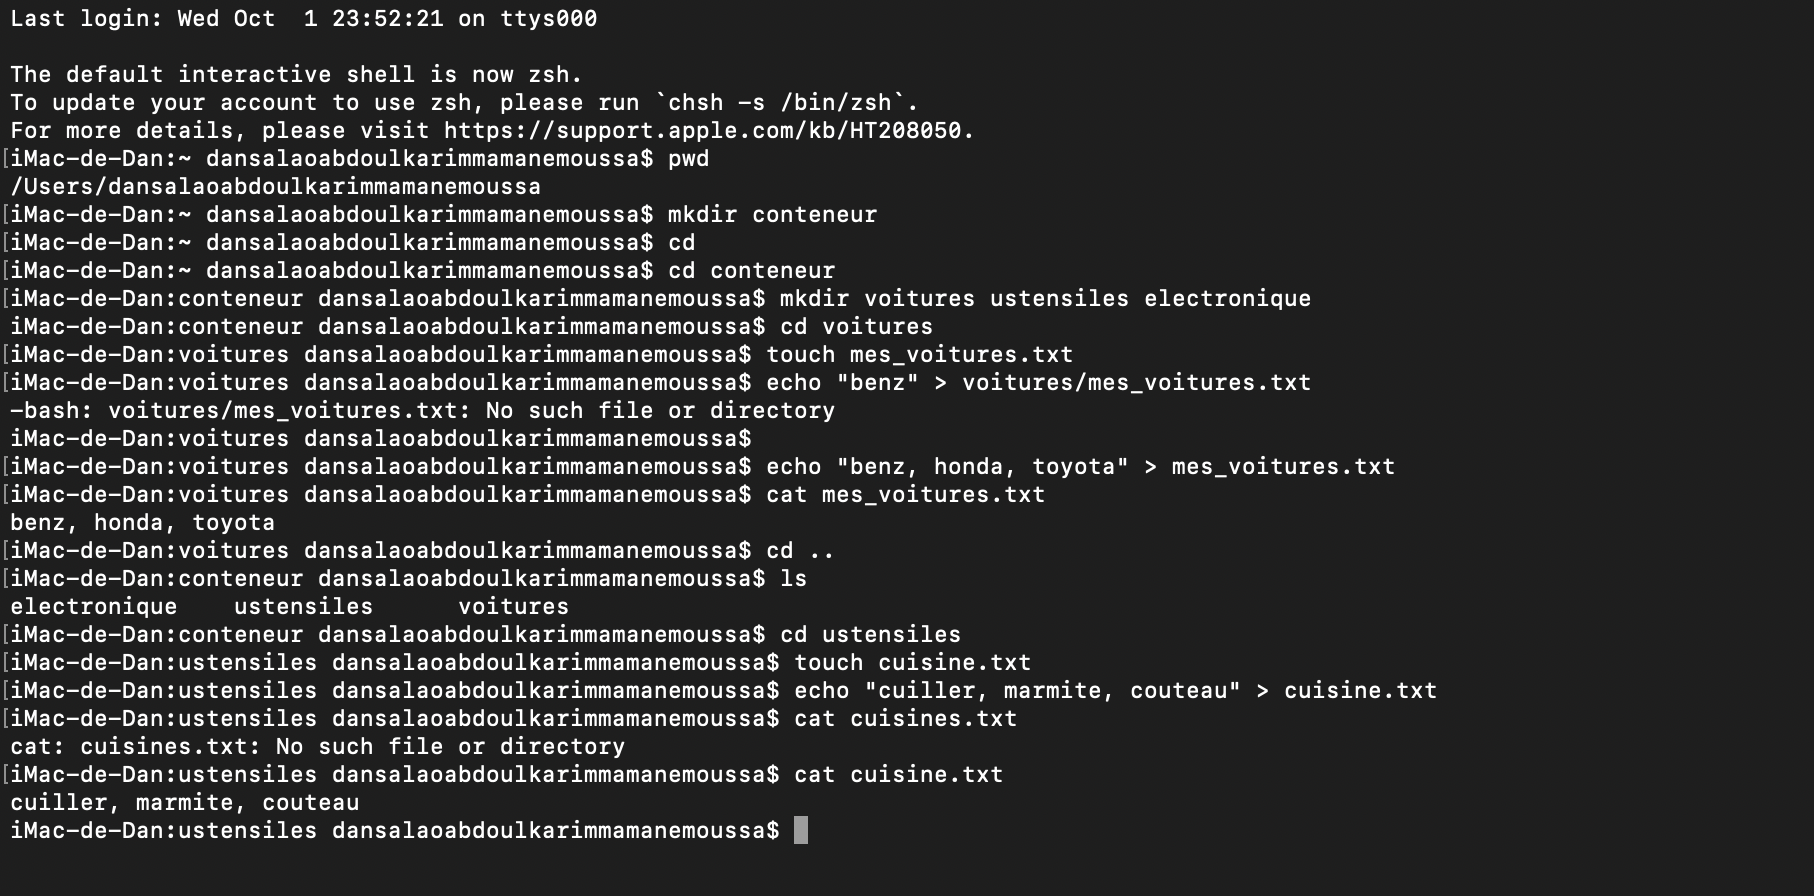 Last login: Wed Oct  1 23:52:21 on ttys000

The default interactive shell is now zsh.
To update your account to use zsh, please run `chsh -s /bin/zsh`.
For more details, please visit https://support.apple.com/kb/HT208050.
[iMac-de-Dan:~ dansalaoabdoulkarimmamanemoussa$ pwd
/Users/dansalaoabdoulkarimmamanemoussa
[iMac-de-Dan:~ dansalaoabdoulkarimmamanemoussa$ mkdir conteneur
[iMac-de-Dan:~ dansalaoabdoulkarimmamanemoussa$ cd
[iMac-de-Dan:~ dansalaoabdoulkarimmamanemoussa$ cd conteneur
[iMac-de-Dan:conteneur dansalaoabdoulkarimmamanemoussa$ mkdir voitures ustensiles electronique
iMac-de-Dan:conteneur dansalaoabdoulkarimmamanemoussa$ cd voitures
[iMac-de-Dan:voitures dansalaoabdoulkarimmamanemoussa$ touch mes_voitures.txt
[iMac-de-Dan:voitures dansalaoabdoulkarimmamanemoussa$ echo "benz" > voitures/mes_voitures.txt
-bash: voitures/mes_voitures.txt: No such file or directory
iMac-de-Dan:voitures dansalaoabdoulkarimmamanemoussa$
[iMac-de-Dan:voitures dansalaoabdoulkarimmamanemoussa$ echo "benz, honda, toyota" > mes_voitures.txt
[iMac-de-Dan:voitures dansalaoabdoulkarimmamanemoussa$ cat mes_voitures.txt
benz, honda, toyota
[iMac-de-Dan:voitures dansalaoabdoulkarimmamanemoussa$ cd ..
[iMac-de-Dan:conteneur dansalaoabdoulkarimmamanemoussa$ ls
electronique    ustensiles      voitures
[iMac-de-Dan:conteneur dansalaoabdoulkarimmamanemoussa$ cd ustensiles
[iMac-de-Dan:ustensiles dansalaoabdoulkarimmamanemoussa$ touch cuisine.txt
[iMac-de-Dan:ustensiles dansalaoabdoulkarimmamanemoussa$ echo "cuiller, marmite, couteau" > cuisine.txt
[iMac-de-Dan:ustensiles dansalaoabdoulkarimmamanemoussa$ cat cuisines.txt
cat: cuisines.txt: No such file or directory
[iMac-de-Dan:ustensiles dansalaoabdoulkarimmamanemoussa$ cat cuisine.txt
cuiller, marmite, couteau
iMac-de-Dan:ustensiles dansalaoabdoulkarimmamanemoussa$